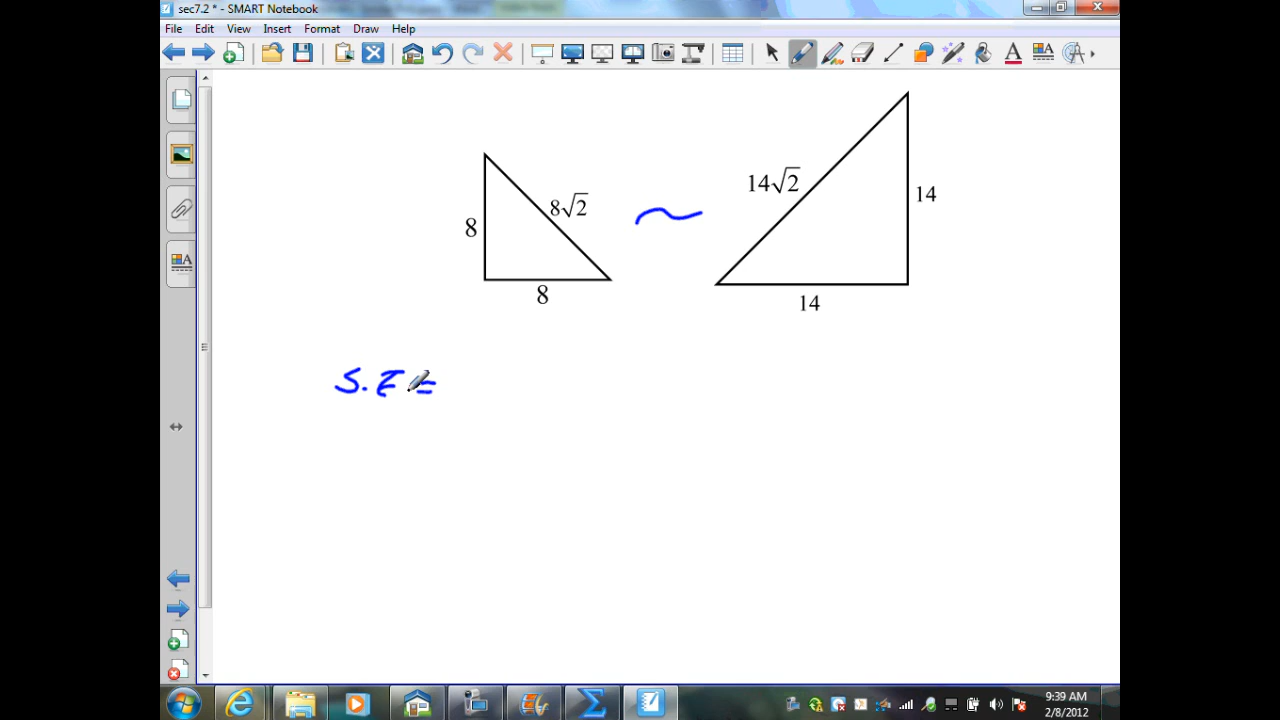 sec7.2 * - SMART Notebook
File Edit View Insert Format Draw Help
8
8√2
8
~
14√2
14
14
S.F =
9:39 AM
2/8/2012